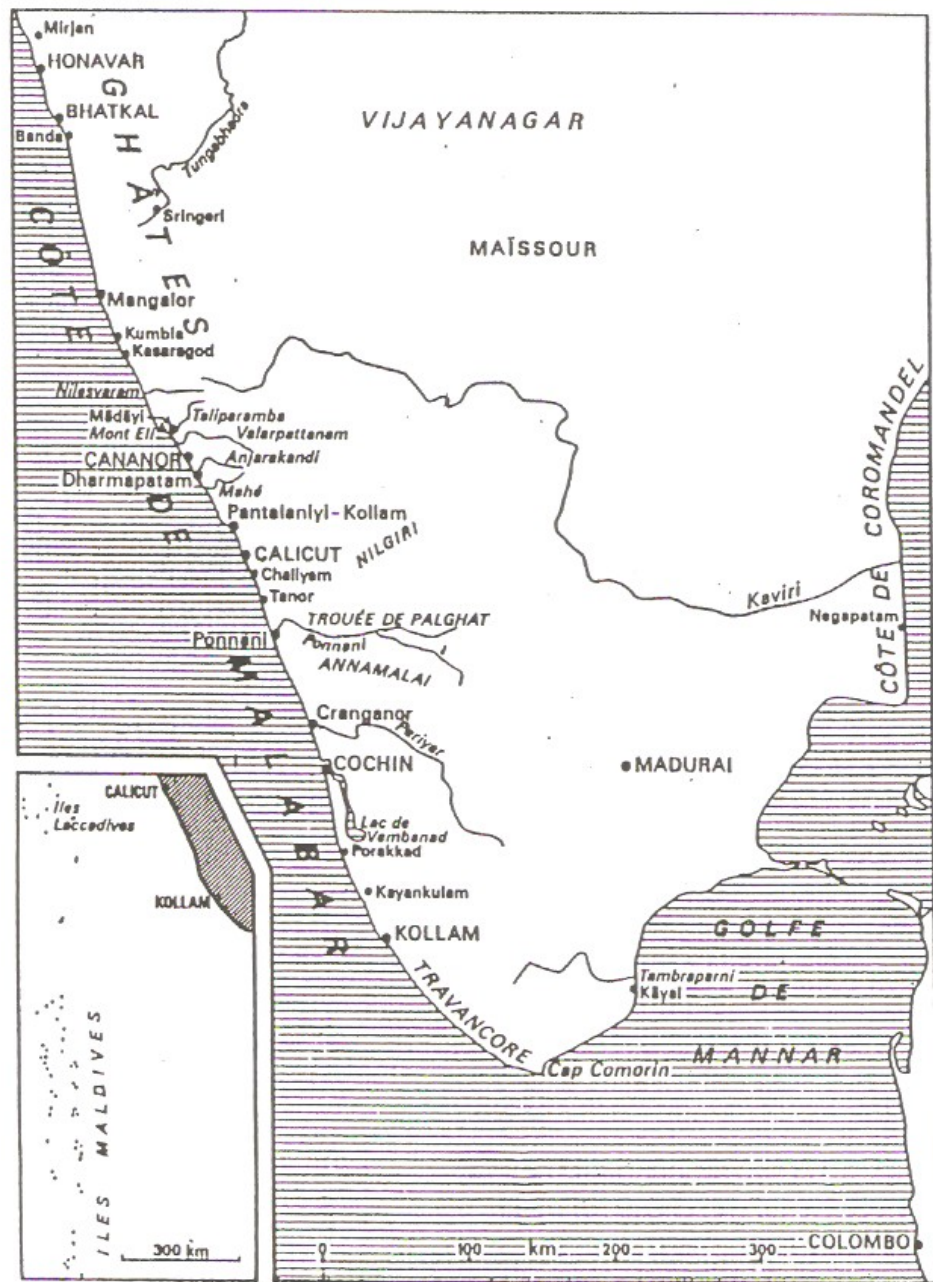 Mirjan
HONAVAR
BHATKAL
Banda
GHATES
Tungabhadra
Sringeri
VIJAYANAGAR
MAÏSSOUR
CÔTE DE MALABAR
Mangalor
Kumbla
Kasaragod
Nilesvaram
Mādāyi
Mont Eli
Taliparamba
Valarpattanam
CANANOR
Anjarakandi
Dharmapatam
Mahé
Pantalaniyi-Kollam
CALICUT
NILGIRI
Challyam
Tanor
TROUÉE DE PALGHAT
Ponnani
Ponnani
ANNAMALAI
Kaviri
CÔTE DE COROMANDEL
Negapatam
Cranganor
Periyar
COCHIN
MADURAI
Lac de
Vembanad
Porakkad
Kayankulam
KOLLAM
TRAVANCORE
Tambraparni
Kāyal
GOLFE
DE
MANNAR
Cap Comorin
COLOMBO
0 100 km 200 300
CALICUT
Iles
Laccedives
KOLLAM
ILES MALDIVES
300 km